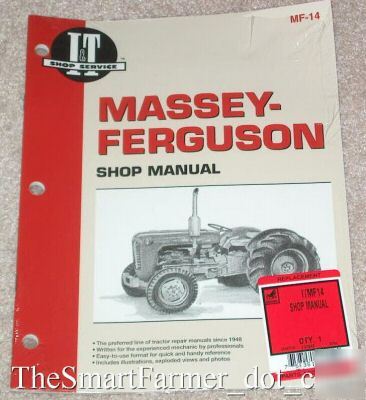 MF-14
I&T
SHOP SERVICE
MASSEY-
FERGUSON
SHOP MANUAL
• The preferred line of tractor repair manuals since 1948
• Written for the experienced mechanic by professionals
• Easy-to-use format for quick and handy reference
• Includes illustrations, exploded views and photos
REPLACEMENT
SHOP MANUAL
QTY. 1
TheSmartFarmer_dot_c